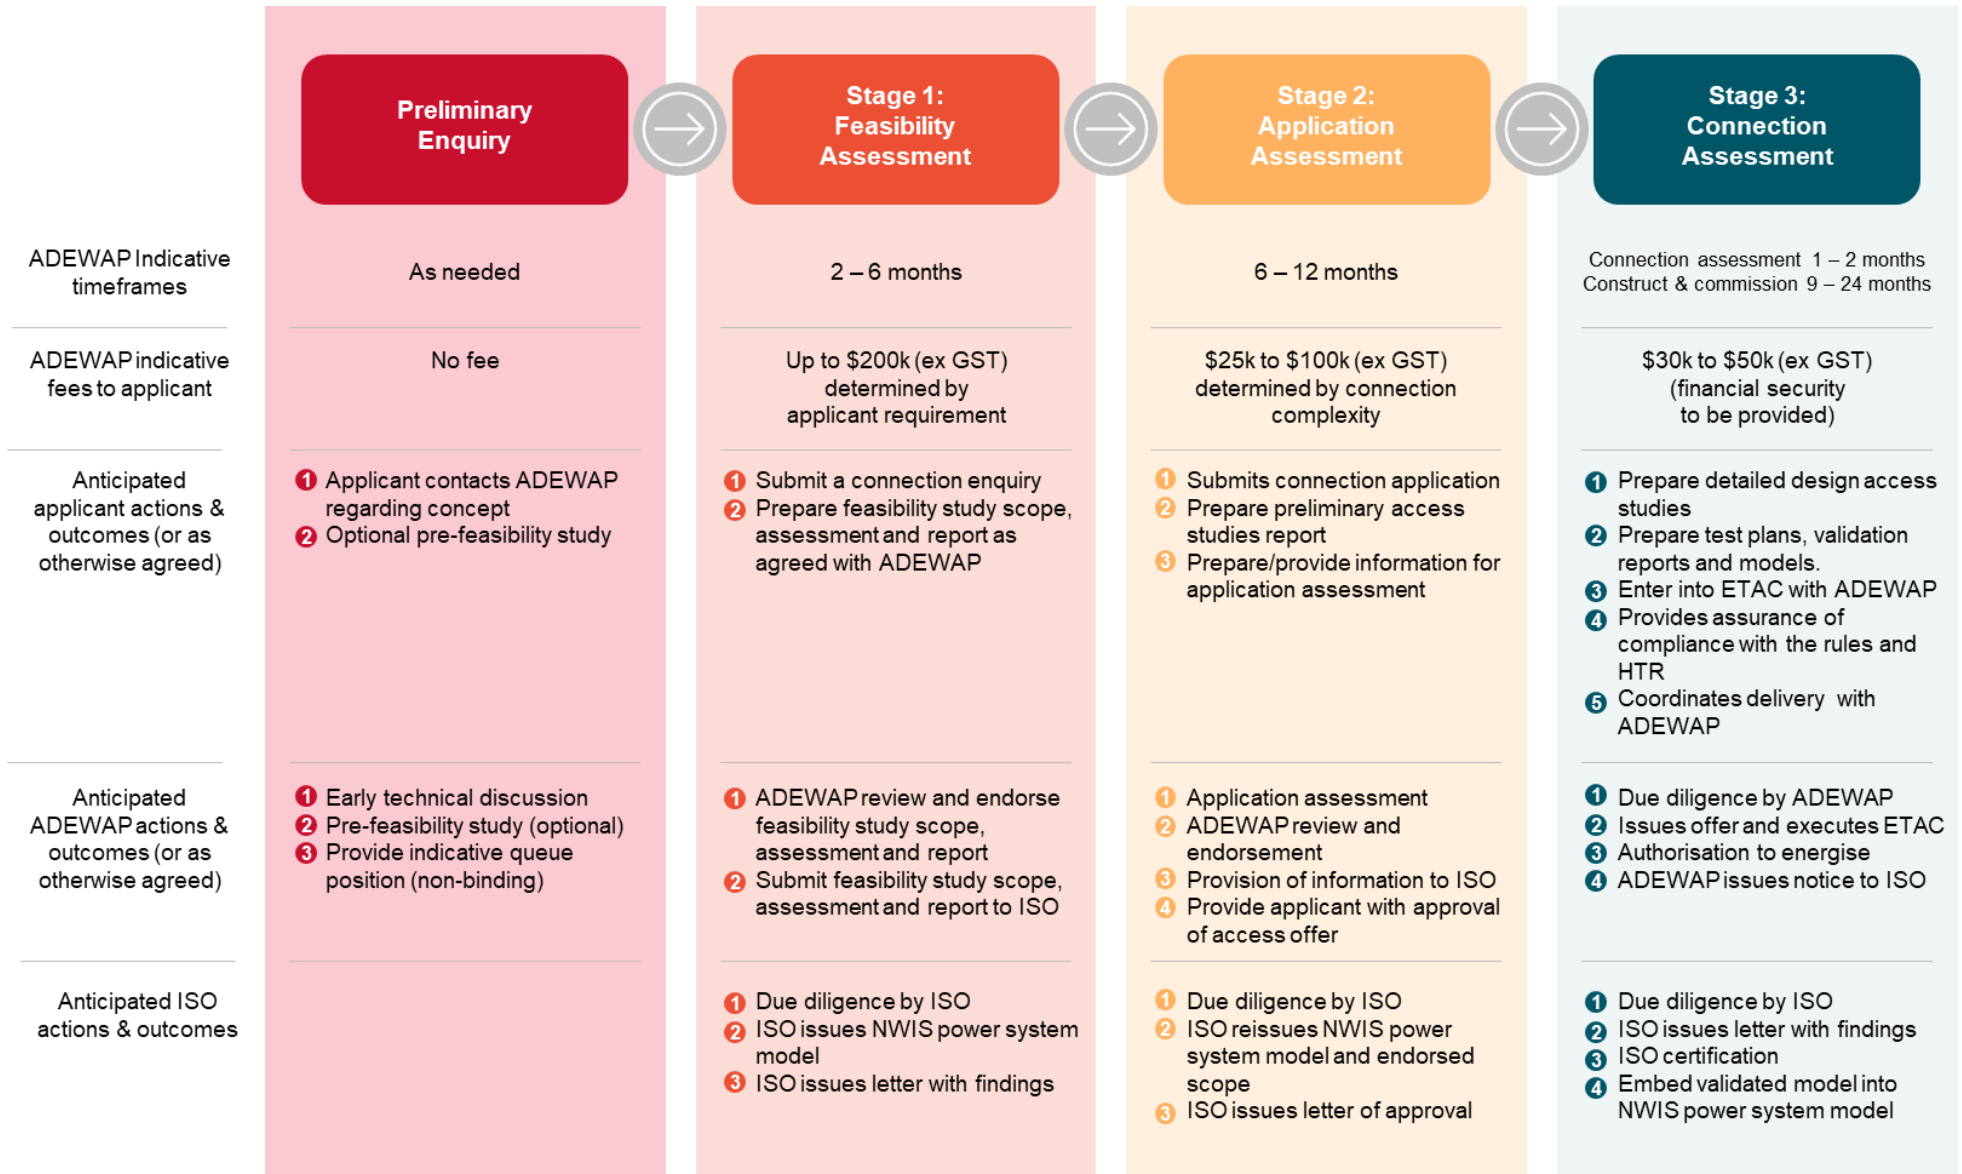 Preliminary
Enquiry
Stage 1:
Feasibility
Assessment
Stage 2:
Application
Assessment
Stage 3:
Connection
Assessment
ADEWAP Indicative
timeframes
As needed
2 – 6 months
6 – 12 months
Connection assessment 1 – 2 months
Construct & commission 9 – 24 months
ADEWAP indicative
fees to applicant
No fee
Up to $200k (ex GST)
determined by
applicant requirement
$25k to $100k (ex GST)
determined by connection
complexity
$30k to $50k (ex GST)
(financial security
to be provided)
Anticipated
applicant actions &
outcomes (or as
otherwise agreed)
1 Applicant contacts ADEWAP
regarding concept
2 Optional pre-feasibility study
1 Submit a connection enquiry
2 Prepare feasibility study scope,
assessment and report as
agreed with ADEWAP
1 Submits connection application
2 Prepare preliminary access
studies report
3 Prepare/provide information for
application assessment
1 Prepare detailed design access
studies
2 Prepare test plans, validation
reports and models.
3 Enter into ETAC with ADEWAP
4 Provides assurance of
compliance with the rules and
HTR
5 Coordinates delivery with
ADEWAP
Anticipated
ADEWAP actions &
outcomes (or as
otherwise agreed)
1 Early technical discussion
2 Pre-feasibility study (optional)
3 Provide indicative queue
position (non-binding)
1 ADEWAP review and endorse
feasibility study scope,
assessment and report
2 Submit feasibility study scope,
assessment and report to ISO
1 Application assessment
2 ADEWAP review and
endorsement
3 Provision of information to ISO
4 Provide applicant with approval
of access offer
1 Due diligence by ADEWAP
2 Issues offer and executes ETAC
3 Authorisation to energise
4 ADEWAP issues notice to ISO
Anticipated ISO
actions & outcomes
1 Due diligence by ISO
2 ISO issues NWIS power system
model
3 ISO issues letter with findings
1 Due diligence by ISO
2 ISO reissues NWIS power
system model and endorsed
scope
3 ISO issues letter of approval
1 Due diligence by ISO
2 ISO issues letter with findings
3 ISO certification
4 Embed validated model into
NWIS power system model